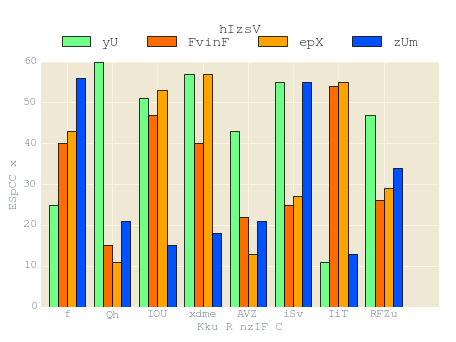 hIzsV
yU FvinF epX zUm
ESpCC x
60
50
40
30
20
10
0
f Qh IOU xdme AVZ iSv IiT RFZu
Kku R nzIF C